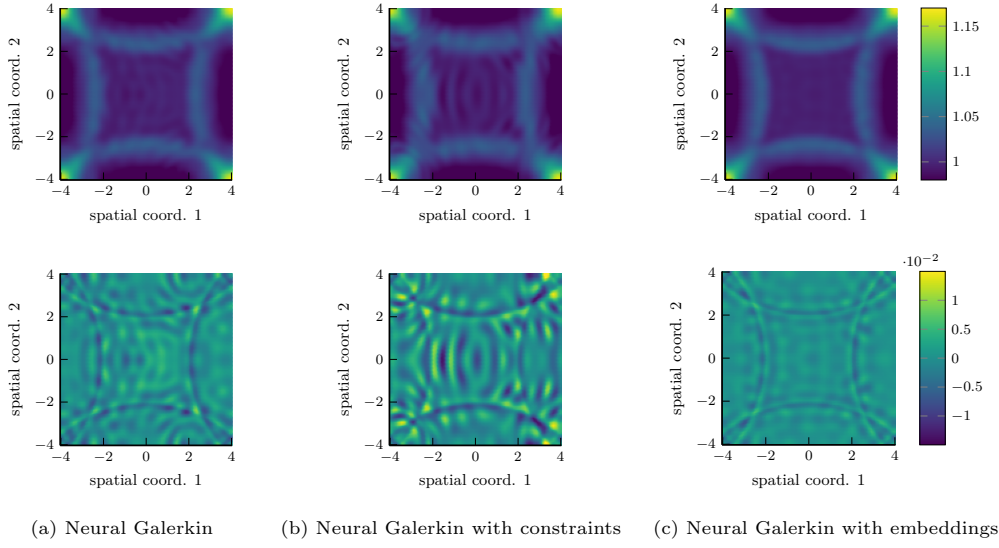 4
2
0
−2
−4
spatial coord. 2
−4 −2 0 2 4
spatial coord. 1
4
2
0
−2
−4
spatial coord. 2
−4 −2 0 2 4
spatial coord. 1
4
2
0
−2
−4
spatial coord. 2
−4 −2 0 2 4
spatial coord. 1
1.15
1.1
1.05
1
4
2
0
−2
−4
spatial coord. 2
−4 −2 0 2 4
spatial coord. 1
4
2
0
−2
−4
spatial coord. 2
−4 −2 0 2 4
spatial coord. 1
4
2
0
−2
−4
spatial coord. 2
−4 −2 0 2 4
spatial coord. 1
·10−2
1
0.5
0
−0.5
−1
(a) Neural Galerkin
(b) Neural Galerkin with constraints
(c) Neural Galerkin with embeddings